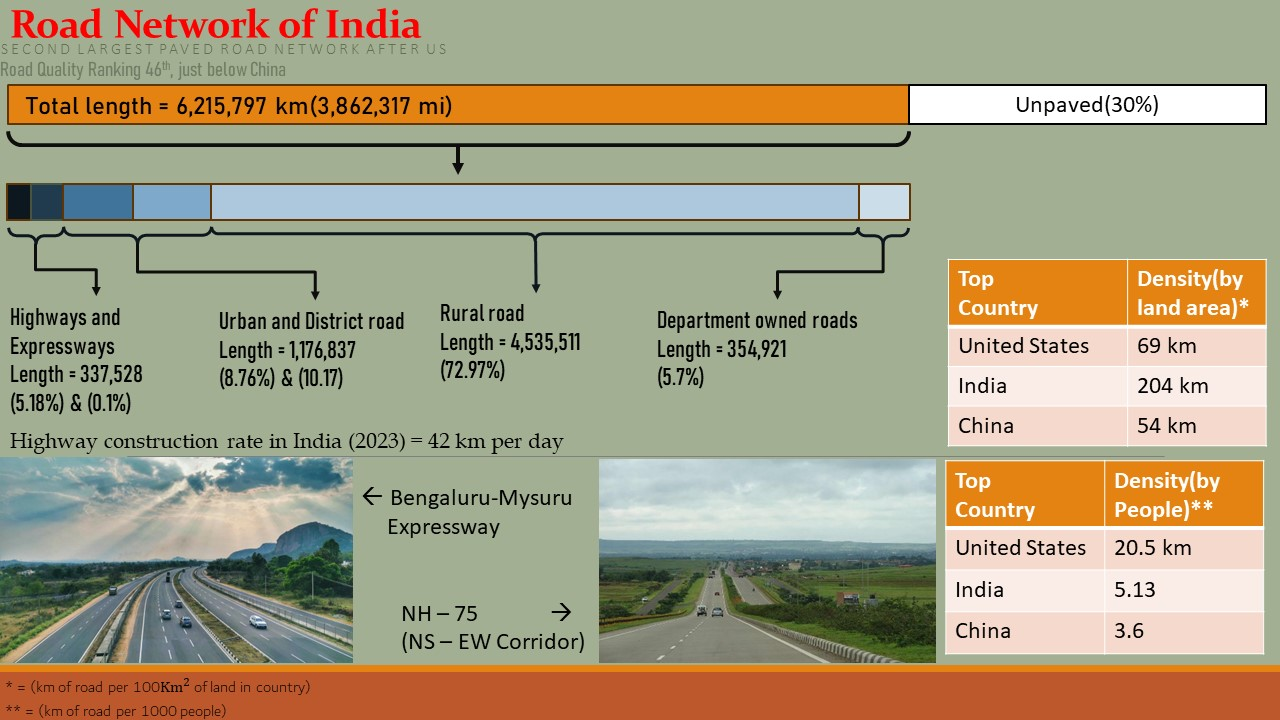 Road Network of India
SECOND LARGEST PAVED ROAD NETWORK AFTER US
Road Quality Ranking 46th, just below China
Total length = 6,215,797 km(3,862,317 mi)
Unpaved(30%)
Highways and
Expressways
Length = 337,528
(5.18%) & (0.1%)
Urban and District road
Length = 1,176,837
(8.76%) & (10.17)
Rural road
Length = 4,535,511
(72.97%)
Department owned roads
Length = 354,921
(5.7%)
Top Density(by
Country land area)*
United States 69 km
India 204 km
China 54 km
Highway construction rate in India (2023) = 42 km per day
← Bengaluru-Mysuru
Expressway
NH – 75 →
(NS – EW Corridor)
Top Density(by
Country People)**
United States 20.5 km
India 5.13
China 3.6
* = (km of road per 100Km² of land in country)
** = (km of road per 1000 people)